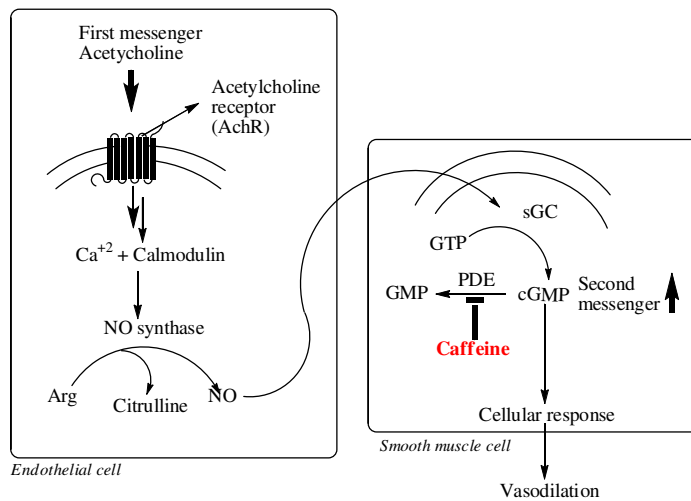 First messenger
Acetycholine
Acetylcholine
receptor
(AchR)
Ca+2 + Calmodulin
NO synthase
Arg
Citrulline
NO
Endothelial cell
sGC
GTP
PDE
GMP
cGMP
Second
messenger
Caffeine
Cellular response
Smooth muscle cell
Vasodilation